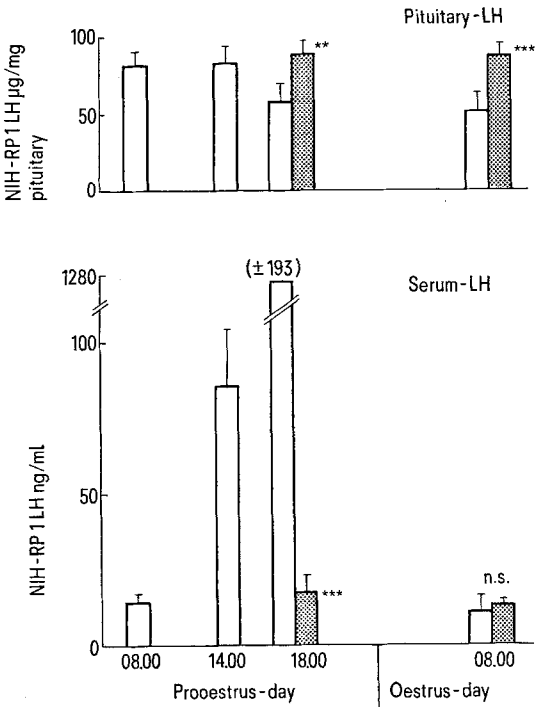 Pituitary-LH
NIH-RP1 LH µg/mg
pituitary
100
50
0
**
***
Serum-LH
(±193)
NIH-RP1 LH ng/ml
1280
100
50
0
***
n.s.
08.00 14.00 18.00 08.00
Prooestrus-day Oestrus-day